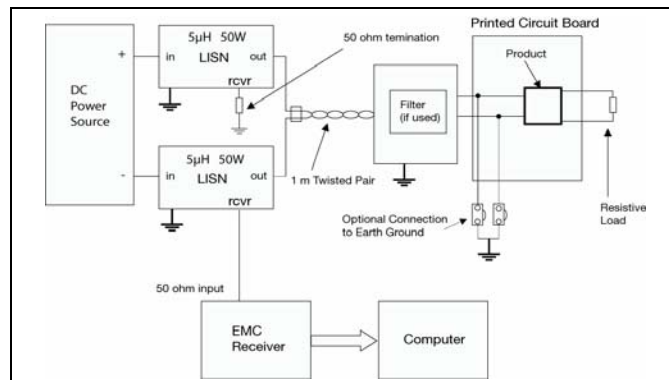 Printed Circuit Board
5µH 50W
LISN
in
out
rcvr
50 ohm temination
Product
+
DC
Power
Source
-
Filter
(if used)
5µH 50W
LISN
in
out
rcvr
1 m Twisted Pair
Optional Connection
to Earth Ground
Resistive
Load
50 ohm input
EMC
Receiver
Computer